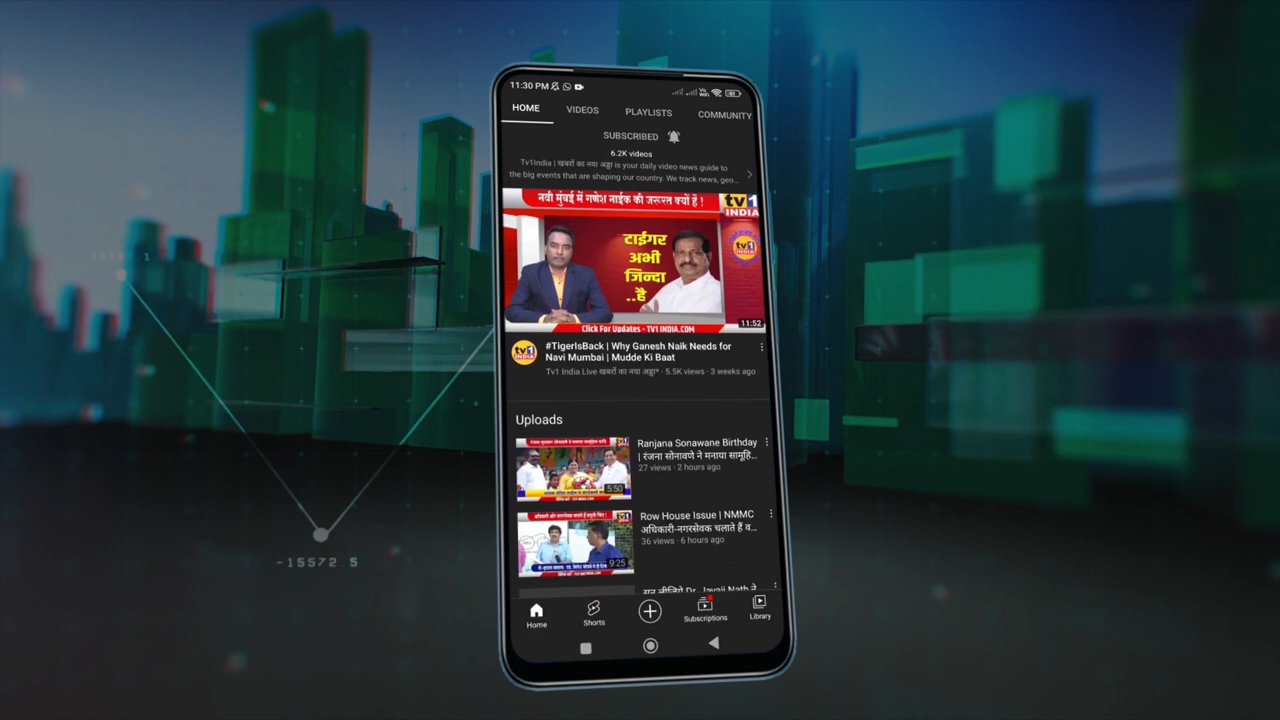 11:30 PM
HOME VIDEOS PLAYLISTS COMMUNITY
SUBSCRIBED
6.2K videos
Tv1India | खबरों का नया अड्डा is your daily video news guide to
the big events that are shaping our country. We track news, geo...
नवी मुंबई में गणेश नाईक की जरूरत क्यों है !
tv1
INDIA
tv1
INDIA
टाईगर
अभी
जिन्दा
..है
11:52
Click For Updates - TV1 INDIA.COM
tv1
INDIA
#TigerIsBack | Why Ganesh Naik Needs for
Navi Mumbai | Mudde Ki Baat
Tv1 India Live खबरों का नया अड्डा" · 5.5K views · 3 weeks ago
Uploads
Ranjana Sonawane Birthday
| रंजना सोनावणे ने मनाया सामूहि...
27 views · 2 hours ago
5:50
Row House Issue | NMMC
अधिकारी-नगरसेवक चलाते हैं व...
36 views · 6 hours ago
9:25
Home Shorts Subscriptions Library
-15572.5